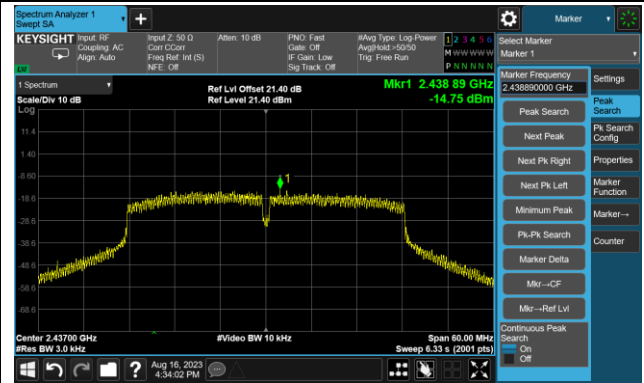 Spectrum Analyzer 1
Swept SA
Marker
KEYSIGHT
Input: RF
Coupling: AC
Align: Auto
Input Z: 50 Ω
Corr CCorr
Freq Ref: Int (S)
NFE: Off
Atten: 10 dB
PNO: Fast
Gate: Off
IF Gain: Low
Sig Track: Off
#Avg Type: Log-Power
Avg|Hold:>50/50
Trig: Free Run
1 2 3 4 5 6
M W W W W W
P N N N N N
Select Marker
Marker 1
1 Spectrum
Scale/Div 10 dB
Log
Ref Lvl Offset 21.40 dB
Ref Level 21.40 dBm
Mkr1 2.438 89 GHz
-14.75 dBm
11.4
1.40
-8.60
-18.6
-28.6
-38.6
-48.6
-58.6
-68.6
1
Center 2.43700 GHz
#Res BW 3.0 kHz
#Video BW 10 kHz
Span 60.00 MHz
Sweep 6.33 s (2001 pts)
Marker Frequency
2.438890000 GHz
Peak Search
Next Peak
Next Pk Right
Next Pk Left
Minimum Peak
Pk-Pk Search
Marker Delta
Mkr→CF
Mkr→Ref Lvl
Continuous Peak
Search
On
Off
Settings
Peak
Search
Pk Search
Config
Properties
Marker
Function
Marker→
Counter
Aug 16, 2023
4:34:02 PM